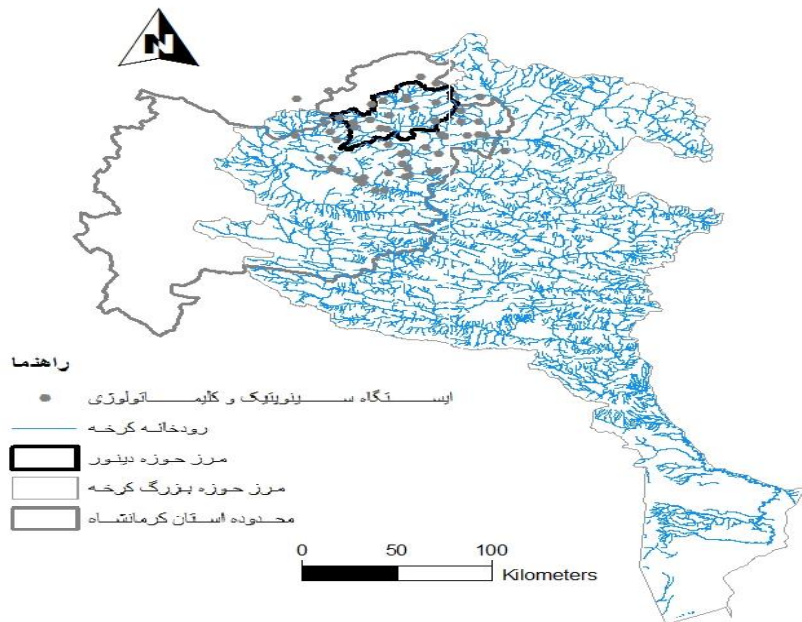 N
راهنما
ایستگاه سینوپتیک و کلیماتولوژی
رودخانه کرخه
مرز حوزه دینور
مرز حوزه بزرگ کرخه
محدوده استان کرمانشاه
0 50 100
Kilometers